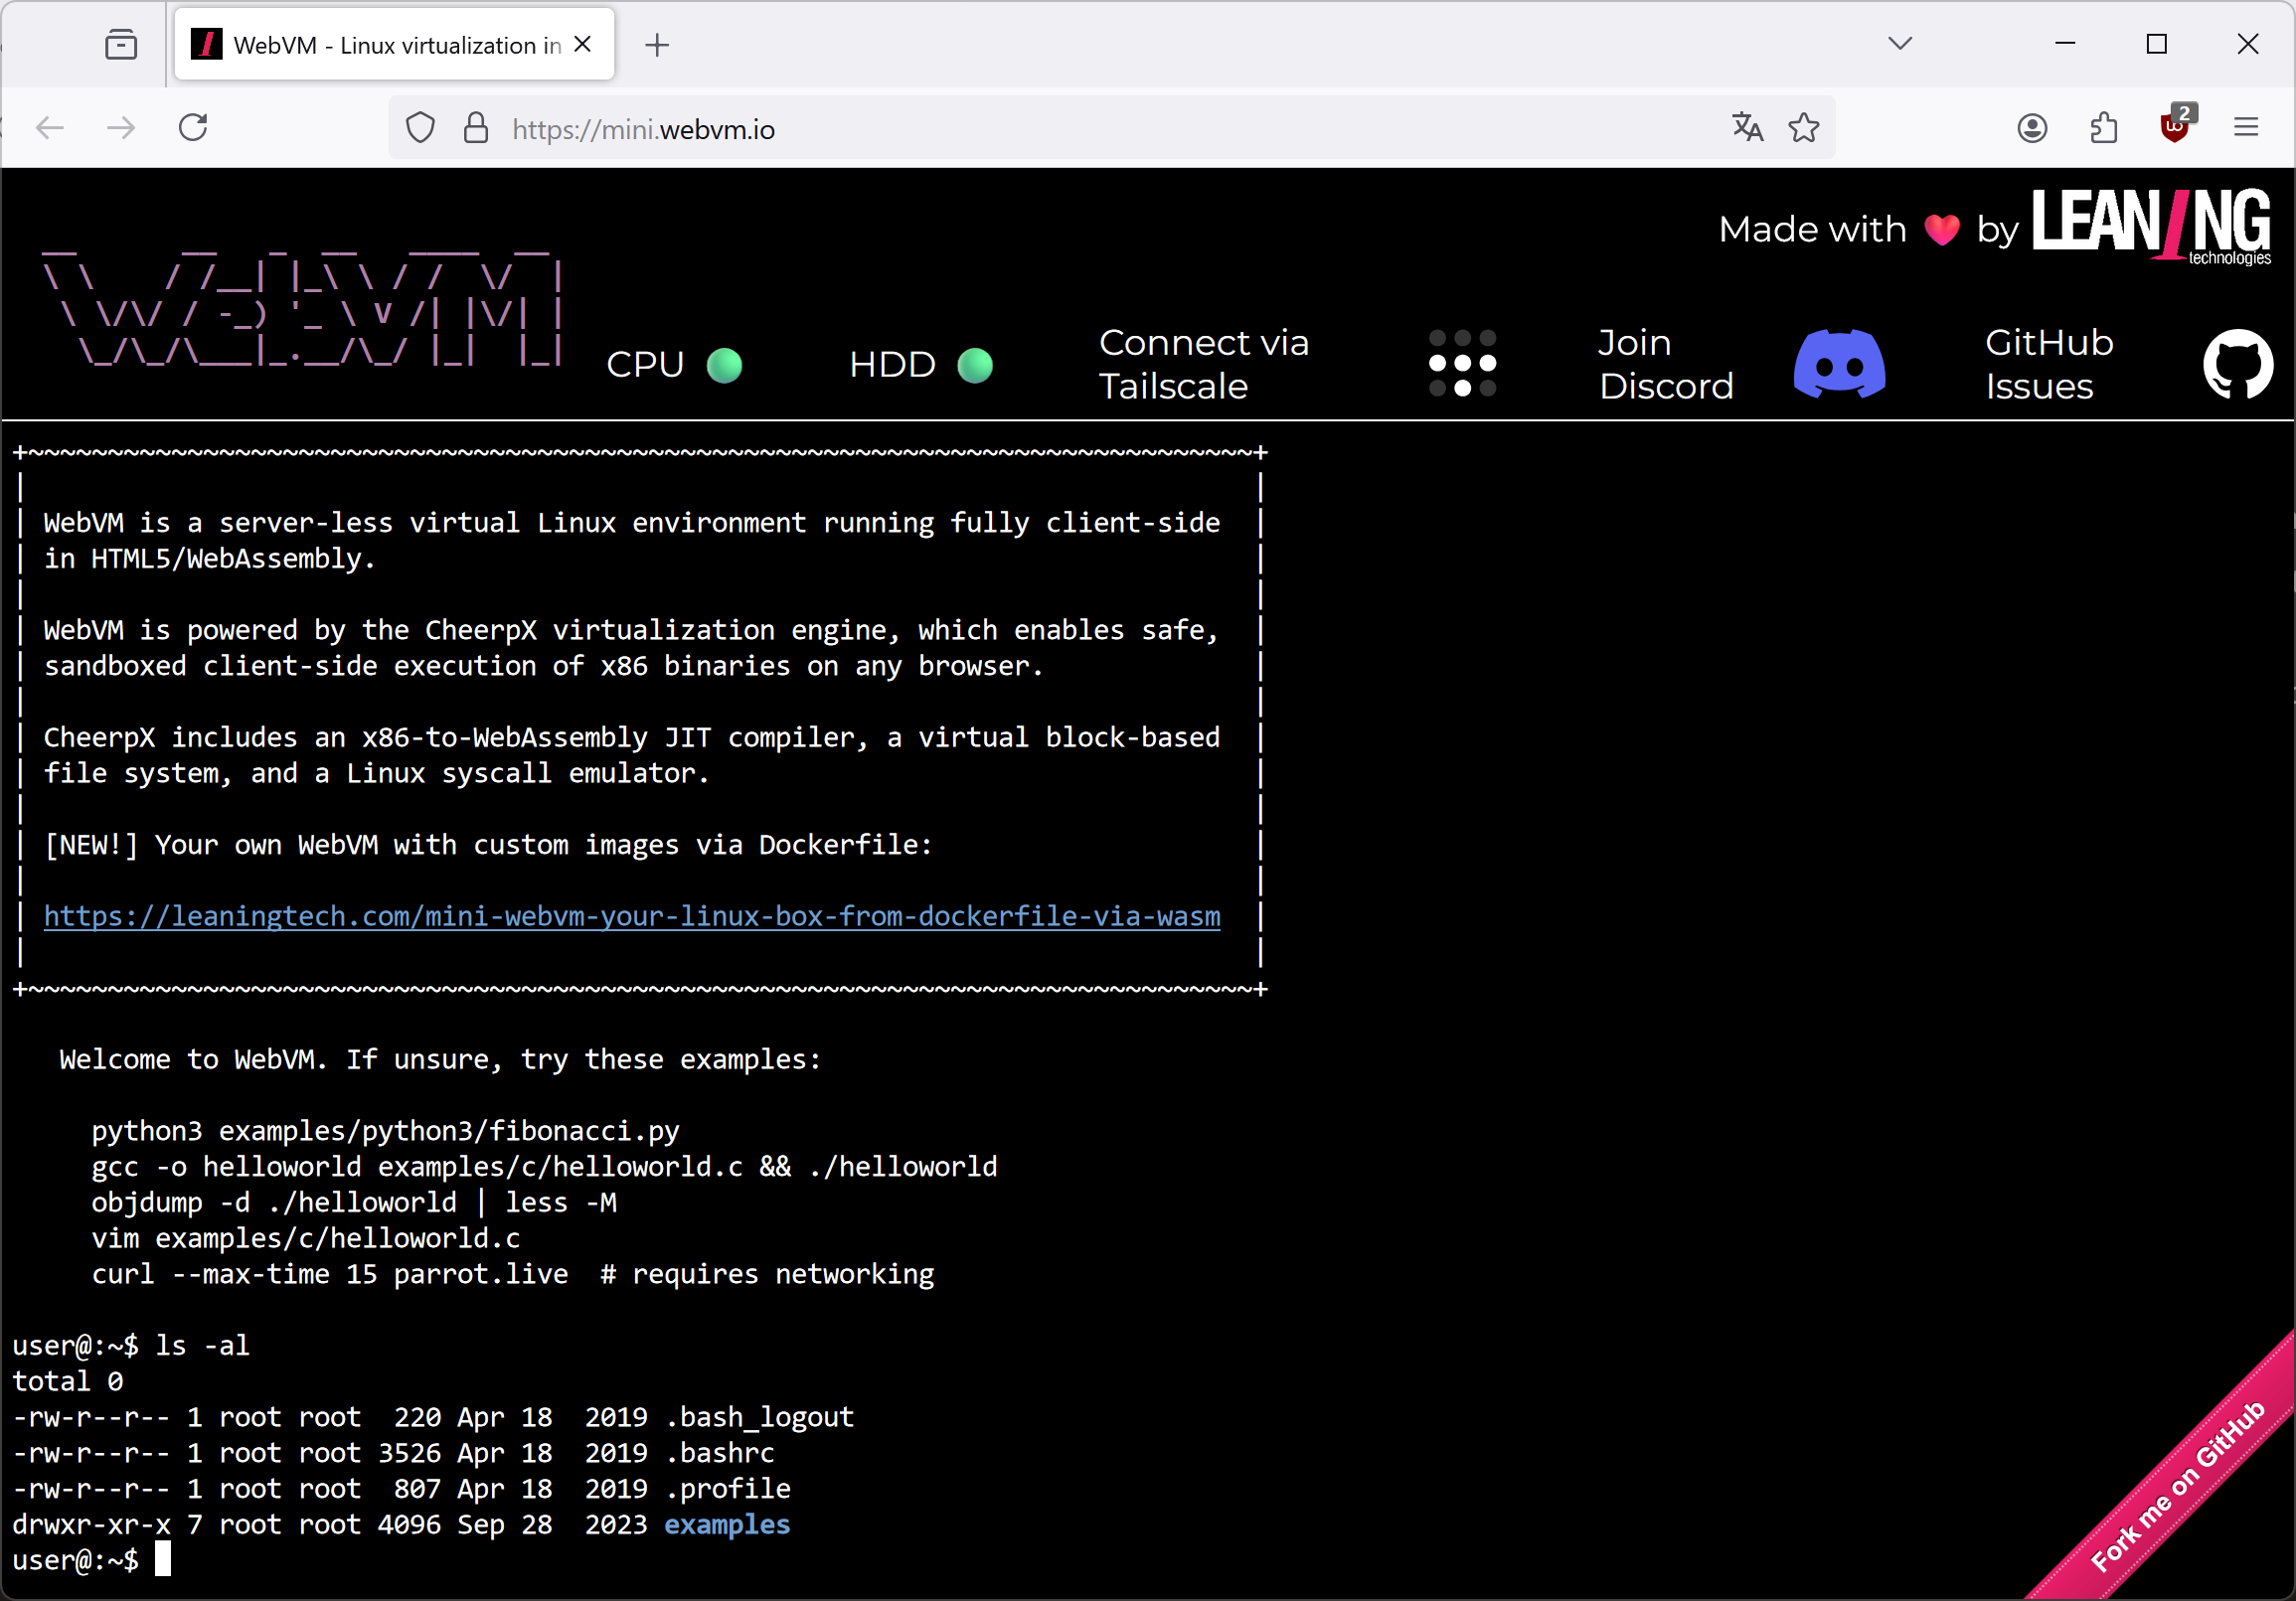 WebVM - Linux virtualization in
https://mini.webvm.io
2
Made with ❤ by LEANING technologies
WebVM
CPU
HDD
Connect via
Tailscale
Join
Discord
GitHub
Issues
+~~~~~~~~~~~~~~~~~~~~~~~~~~~~~~~~~~~~~~~~~~~~~~~~~~~~~~~~~~~~~~~~~~~~~~~~~~~~~+
| WebVM is a server-less virtual Linux environment running fully client-side |
| in HTML5/WebAssembly. |
| WebVM is powered by the CheerpX virtualization engine, which enables safe, |
| sandboxed client-side execution of x86 binaries on any browser. |
| CheerpX includes an x86-to-WebAssembly JIT compiler, a virtual block-based |
| file system, and a Linux syscall emulator. |
| [NEW!] Your own WebVM with custom images via Dockerfile: |
| https://leaningtech.com/mini-webvm-your-linux-box-from-dockerfile-via-wasm |
+~~~~~~~~~~~~~~~~~~~~~~~~~~~~~~~~~~~~~~~~~~~~~~~~~~~~~~~~~~~~~~~~~~~~~~~~~~~~~+
Welcome to WebVM. If unsure, try these examples:
python3 examples/python3/fibonacci.py
gcc -o helloworld examples/c/helloworld.c && ./helloworld
objdump -d ./helloworld | less -M
vim examples/c/helloworld.c
curl --max-time 15 parrot.live  # requires networking
user@:~$ ls -al
total 0
-rw-r--r-- 1 root root  220 Apr 18  2019 .bash_logout
-rw-r--r-- 1 root root 3526 Apr 18  2019 .bashrc
-rw-r--r-- 1 root root  807 Apr 18  2019 .profile
drwxr-xr-x 7 root root 4096 Sep 28  2023 examples
user@:~$
Fork me on GitHub